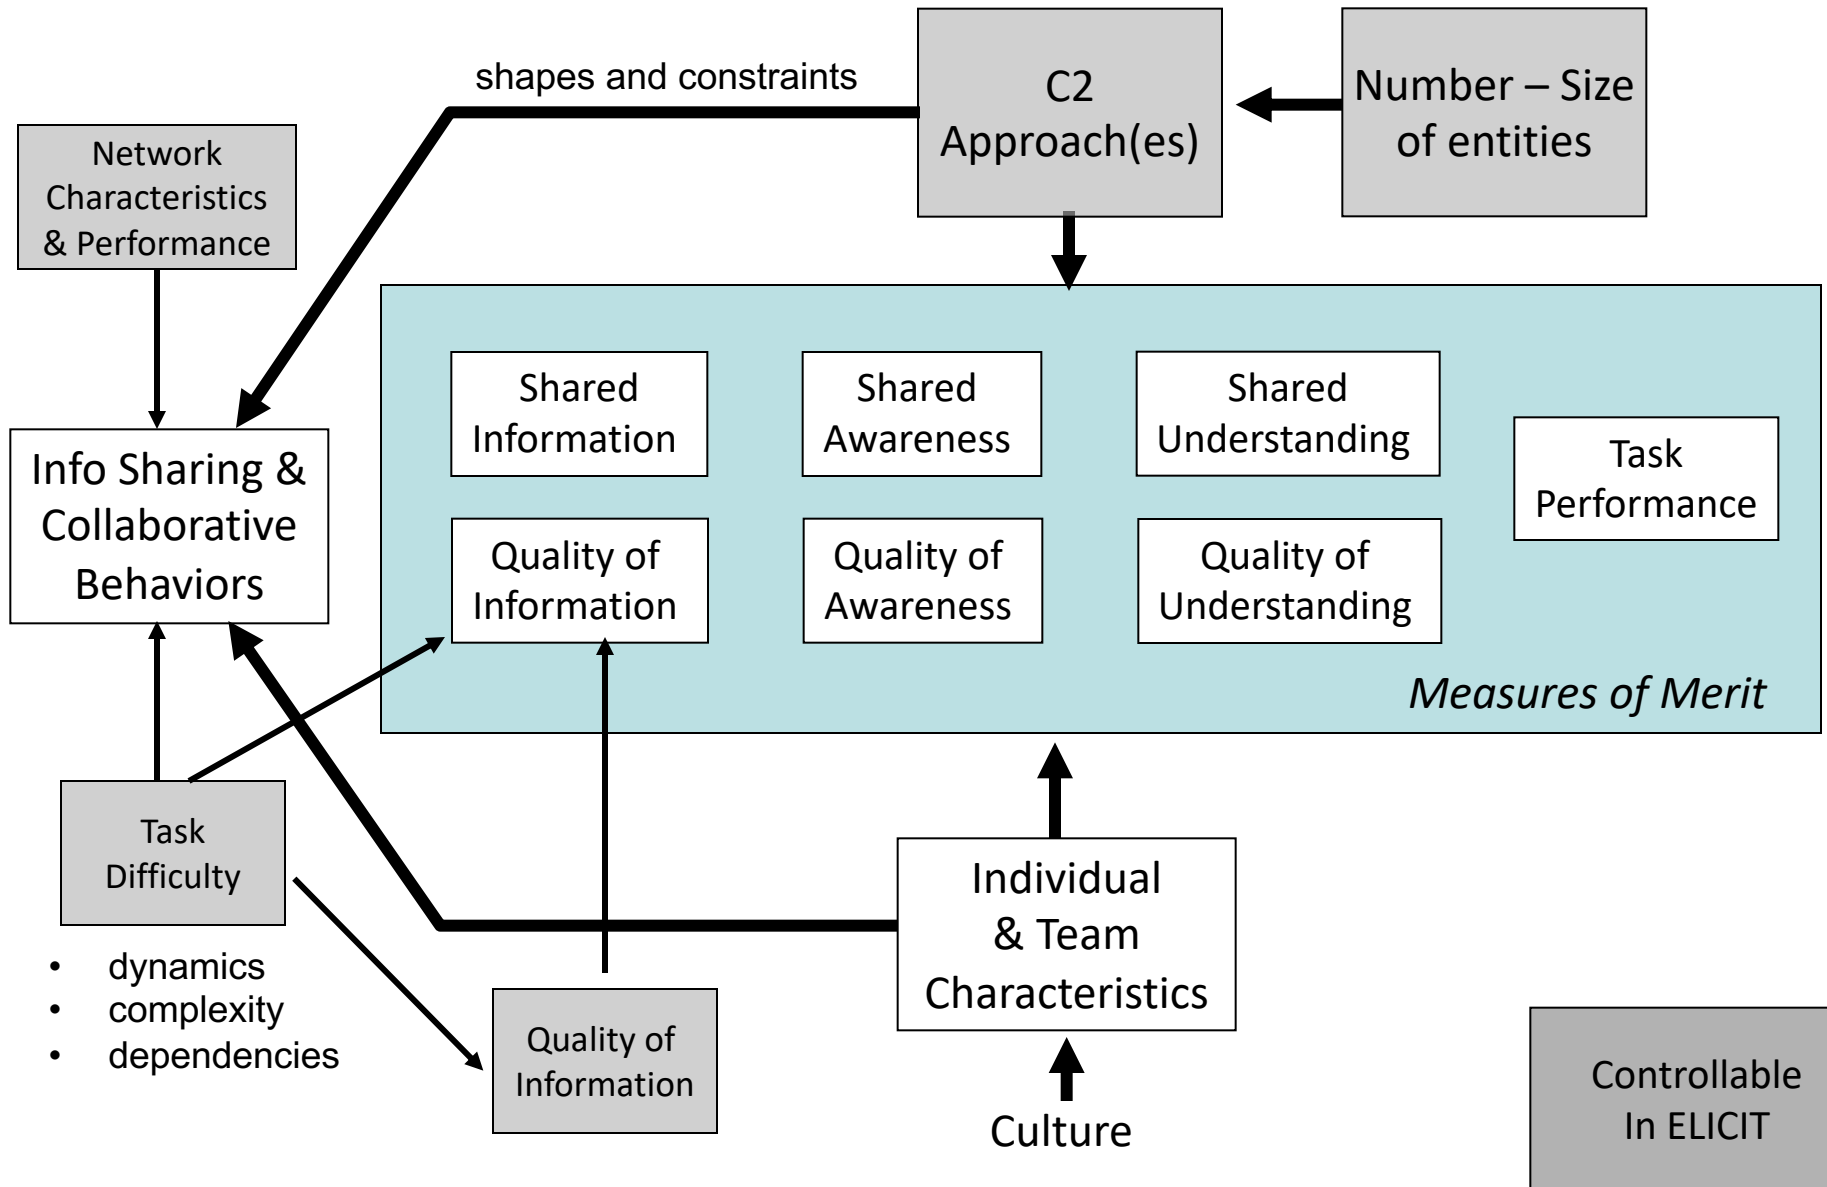 shapes and constraints
C2
Approach(es)
Number – Size
of entities
Network
Characteristics
& Performance
Shared
Information
Shared
Awareness
Shared
Understanding
Task
Performance
Info Sharing &
Collaborative
Behaviors
Quality of
Information
Quality of
Awareness
Quality of
Understanding
Measures of Merit
Task
Difficulty
• dynamics
• complexity
• dependencies
Quality of
Information
Individual
& Team
Characteristics
Culture
Controllable
In ELICIT